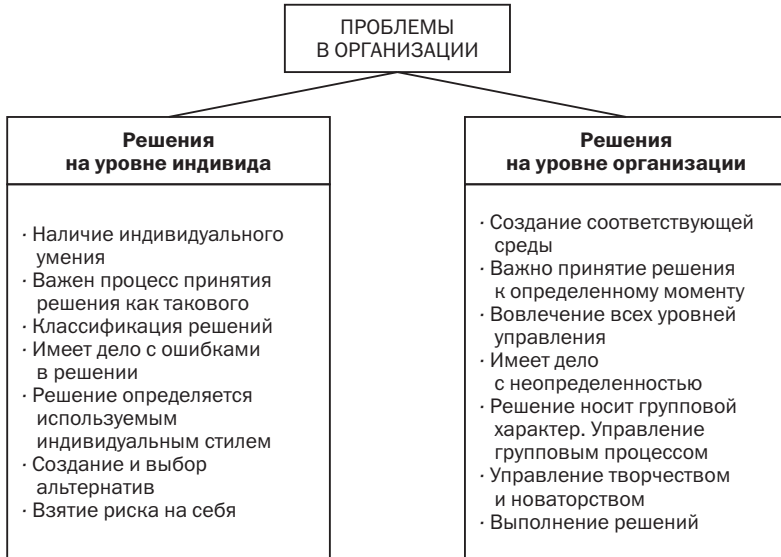 ПРОБЛЕМЫ
В ОРГАНИЗАЦИИ
Решения
на уровне индивида
· Наличие индивидуального
умения
· Важен процесс принятия
решения как такового
· Классификация решений
· Имеет дело с ошибками
в решении
· Решение определяется
используемым
индивидуальным стилем
· Создание и выбор
альтернатив
· Взятие риска на себя
Решения
на уровне организации
· Создание соответствующей
среды
· Важно принятие решения
к определенному моменту
· Вовлечение всех уровней
управления
· Имеет дело
с неопределенностью
· Решение носит групповой
характер. Управление
групповым процессом
· Управление творчеством
и новаторством
· Выполнение решений